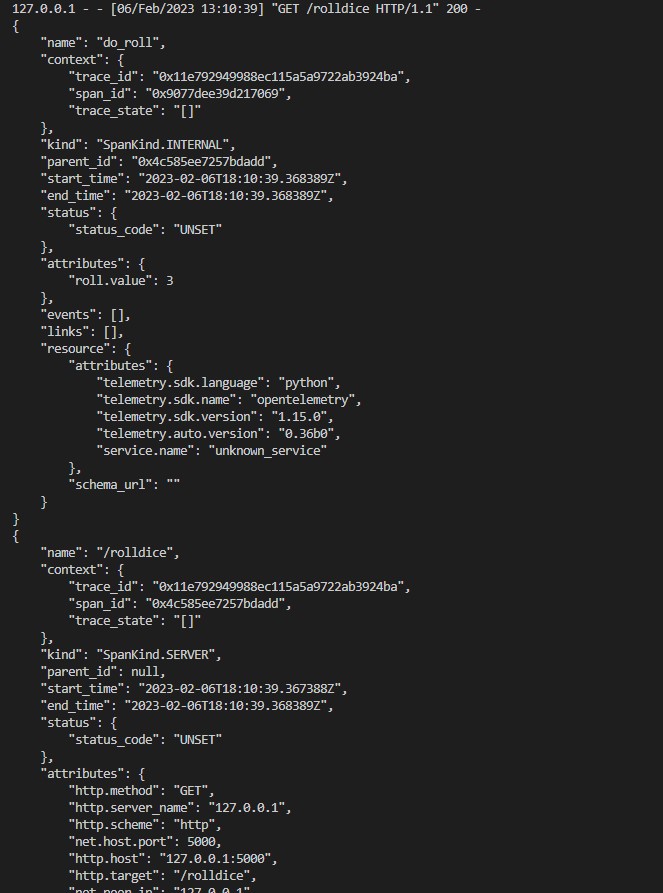 127.0.0.1 - - [06/Feb/2023 13:10:39] "GET /rolldice HTTP/1.1" 200 -
{
    "name": "do_roll",
    "context": {
        "trace_id": "0x11e792949988ec115a5a9722ab3924ba",
        "span_id": "0x9077dee39d217069",
        "trace_state": "[]"
    },
    "kind": "SpanKind.INTERNAL",
    "parent_id": "0x4c585ee7257bdadd",
    "start_time": "2023-02-06T18:10:39.368389Z",
    "end_time": "2023-02-06T18:10:39.368389Z",
    "status": {
        "status_code": "UNSET"
    },
    "attributes": {
        "roll.value": 3
    },
    "events": [],
    "links": [],
    "resource": {
        "attributes": {
            "telemetry.sdk.language": "python",
            "telemetry.sdk.name": "opentelemetry",
            "telemetry.sdk.version": "1.15.0",
            "telemetry.auto.version": "0.36b0",
            "service.name": "unknown_service"
        },
        "schema_url": ""
    }
}
{
    "name": "/rolldice",
    "context": {
        "trace_id": "0x11e792949988ec115a5a9722ab3924ba",
        "span_id": "0x4c585ee7257bdadd",
        "trace_state": "[]"
    },
    "kind": "SpanKind.SERVER",
    "parent_id": null,
    "start_time": "2023-02-06T18:10:39.367388Z",
    "end_time": "2023-02-06T18:10:39.368389Z",
    "status": {
        "status_code": "UNSET"
    },
    "attributes": {
        "http.method": "GET",
        "http.server_name": "127.0.0.1",
        "http.scheme": "http",
        "net.host.port": 5000,
        "http.host": "127.0.0.1:5000",
        "http.target": "/rolldice",
        "net.peer.ip": "127.0.0.1"